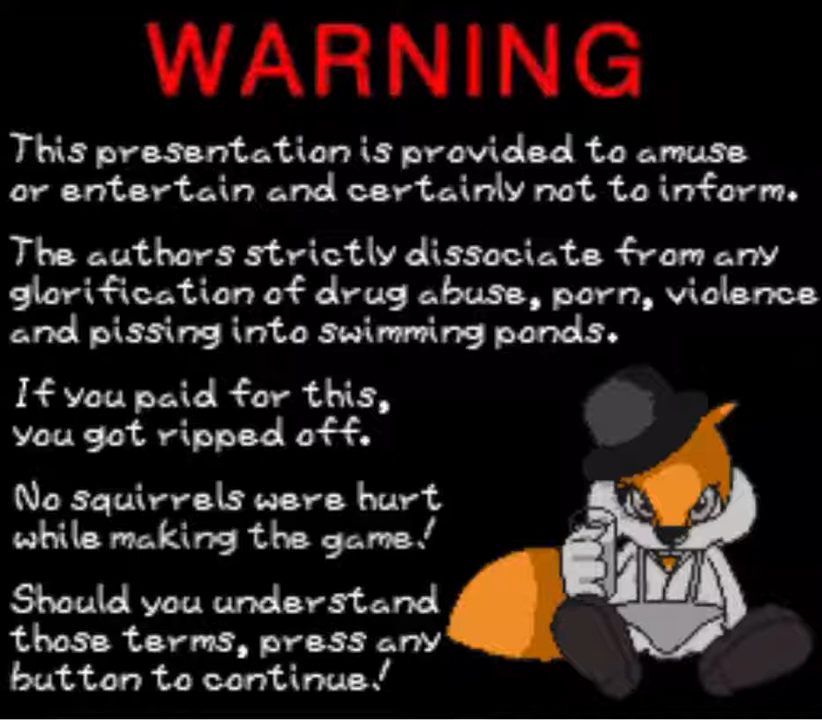 WARNING
This presentation is provided to amuse
or entertain and certainly not to inform.
The authors strictly dissociate from any
glorification of drug abuse, porn, violence
and pissing into swimming ponds.
If you paid for this,
you got ripped off.
No squirrels were hurt
while making the game!
Should you understand
those terms, press any
button to continue!